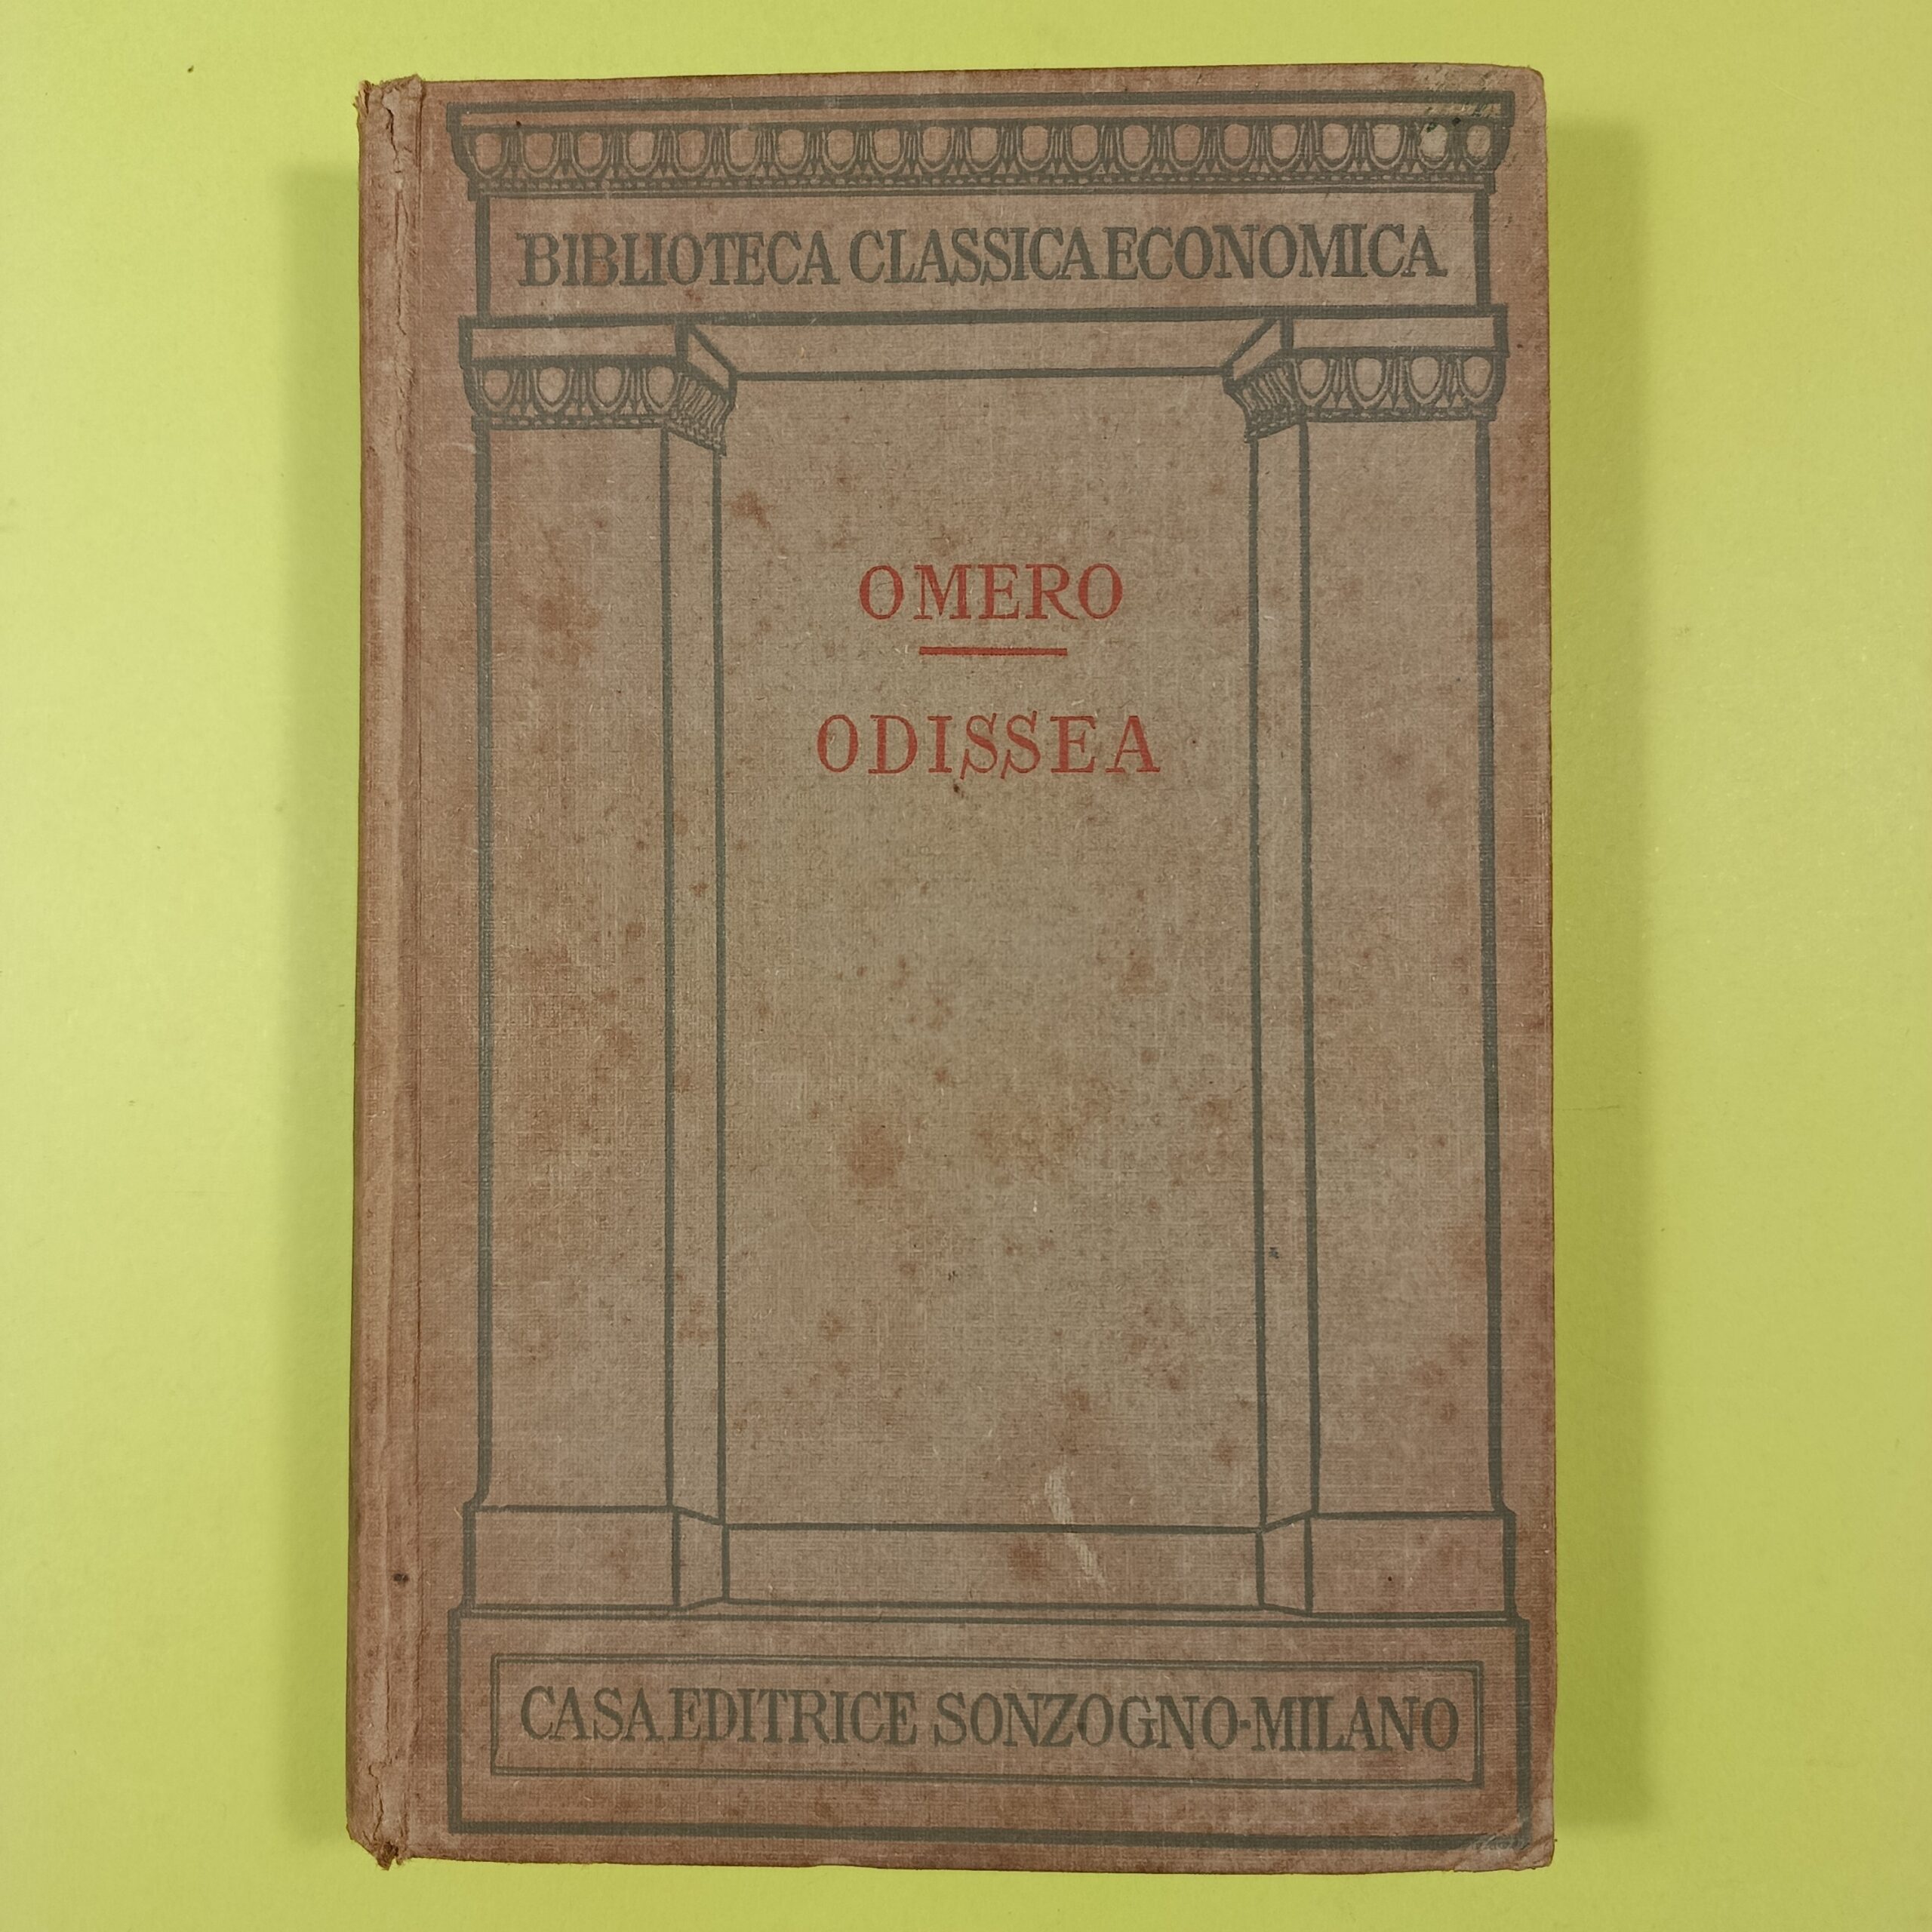 BIBLIOTECA CLASSICA ECONOMICA
OMERO
ODISSEA
CASA EDITRICE SONZOGNO-MILANO